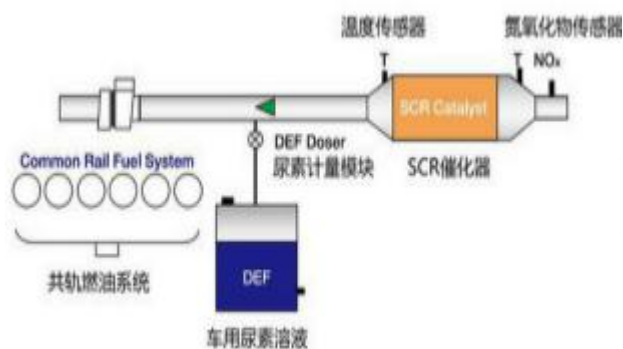 温度传感器
氮氧化物传感器
T
T
NOx
SCR Catalyst
DEF Doser
尿素计量模块
SCR催化器
Common Rail Fuel System
共轨燃油系统
DEF
车用尿素溶液